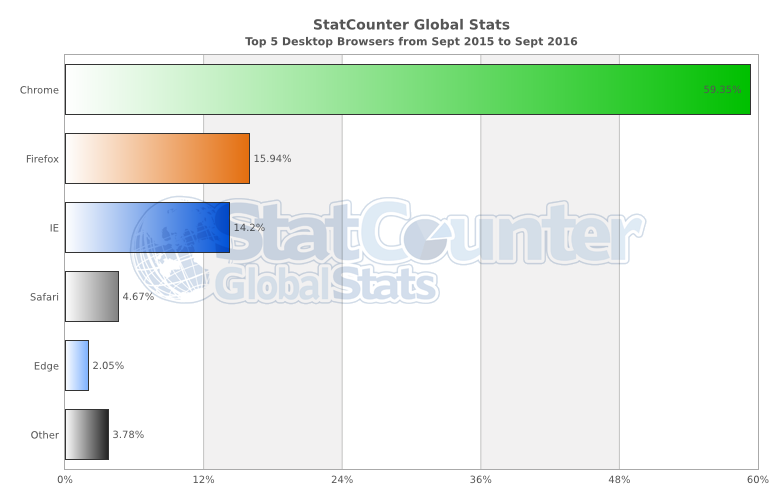 StatCounter Global Stats
Top 5 Desktop Browsers from Sept 2015 to Sept 2016
Chrome 59.35%
Firefox 15.94%
IE 14.2%
StatCounter
GlobalStats
Safari 4.67%
Edge 2.05%
Other 3.78%
0% 12% 24% 36% 48% 60%